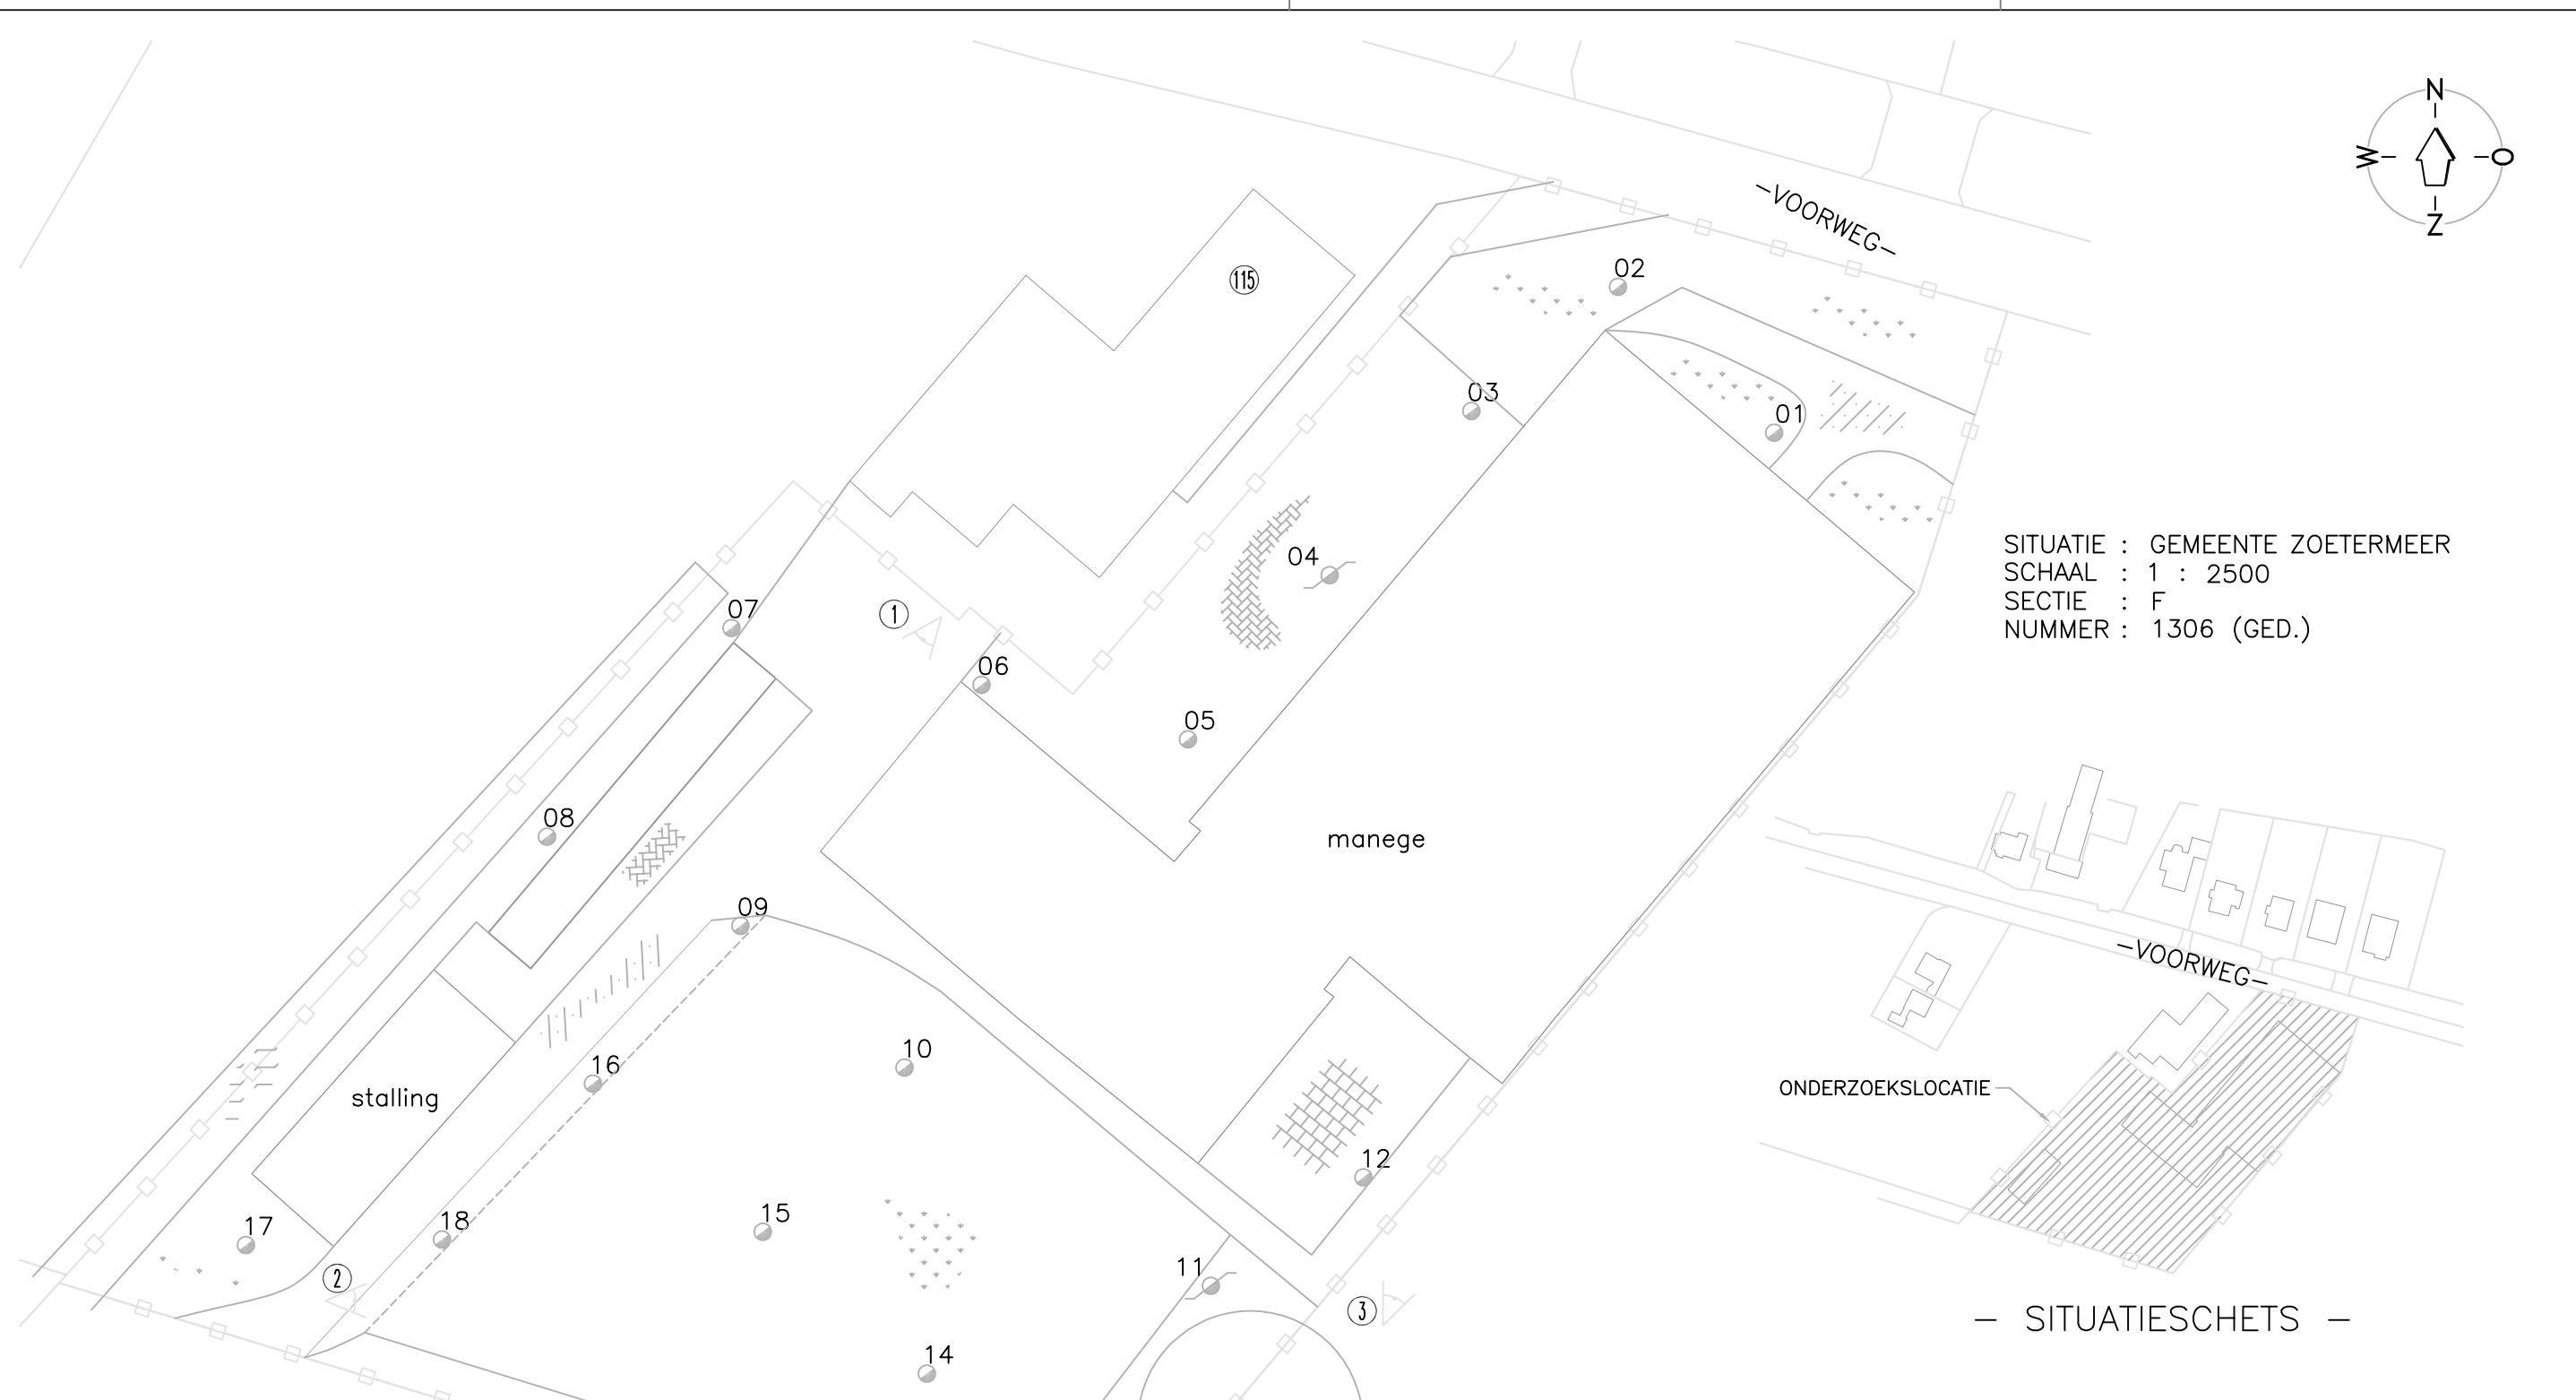 N
W
O
Z
-VOORWEG-
115
02
03
01
04
SITUATIE : GEMEENTE ZOETERMEER
SCHAAL : 1 : 2500
SECTIE : F
NUMMER : 1306 (GED.)
07
1
06
05
08
manege
09
-VOORWEG-
10
16
ONDERZOEKSLOCATIE
stalling
12
17
18
15
2
11
3
- SITUATIESCHETS -
14